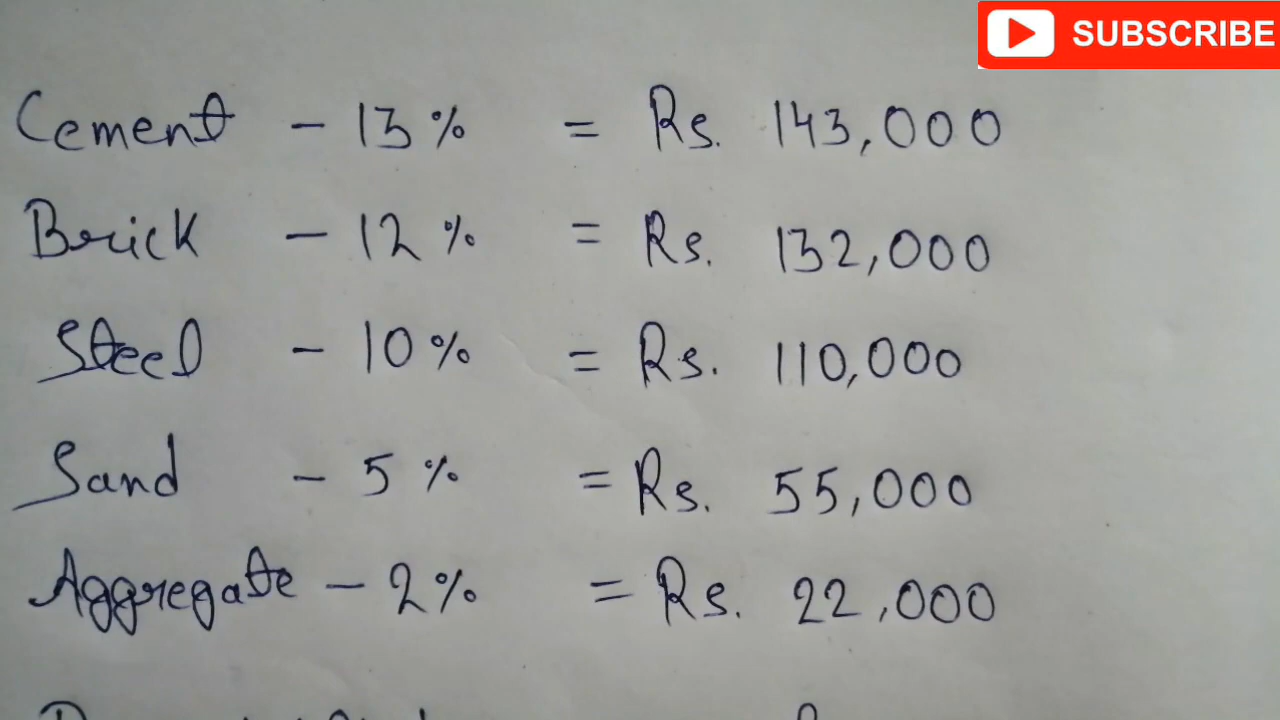 SUBSCRIBE
Cement - 13% = Rs. 143,000
Brick - 12% = Rs. 132,000
Steel - 10% = Rs. 110,000
Sand - 5% = Rs. 55,000
Aggregate - 2% = Rs. 22,000